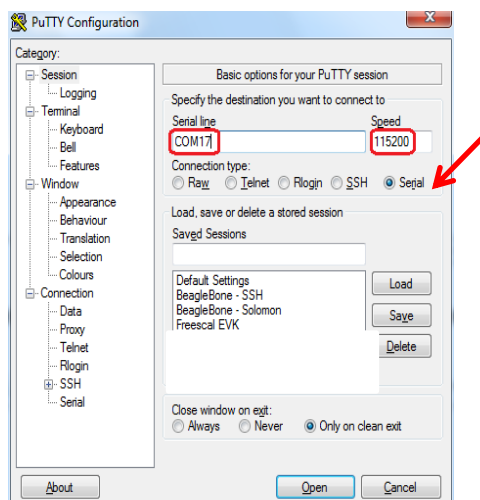 PuTTY Configuration
X
Category:
Session
Logging
Terminal
Keyboard
Bell
Features
Window
Appearance
Behaviour
Translation
Selection
Colours
Connection
Data
Proxy
Telnet
Rlogin
SSH
Serial
Basic options for your PuTTY session
Specify the destination you want to connect to
Serial line Speed
COM17 115200
Connection type:
Raw Telnet Rlogin SSH Serial
Load, save or delete a stored session
Saved Sessions
Default Settings
BeagleBone - SSH
BeagleBone - Solomon
Freescal EVK
Load
Save
Delete
Close window on exit:
Always Never Only on clean exit
About Open Cancel